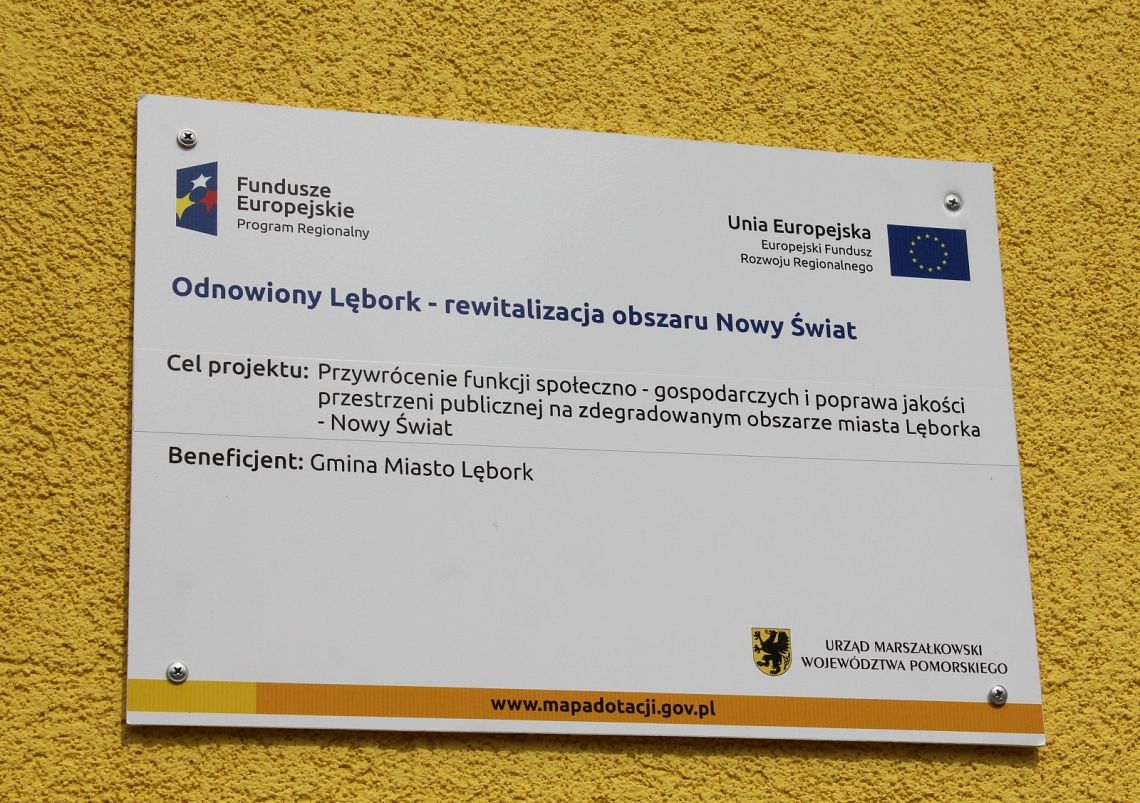 Fundusze
Europejskie
Program Regionalny
Unia Europejska
Europejski Fundusz
Rozwoju Regionalnego
Odnowiony Lębork - rewitalizacja obszaru Nowy Świat
Cel projektu: Przywrócenie funkcji społeczno - gospodarczych i poprawa jakości
przestrzeni publicznej na zdegradowanym obszarze miasta Lęborka
- Nowy Świat
Beneficjent: Gmina Miasto Lębork
URZĄD MARSZAŁKOWSKI
WOJEWÓDZTWA POMORSKIEGO
www.mapadotacji.gov.pl